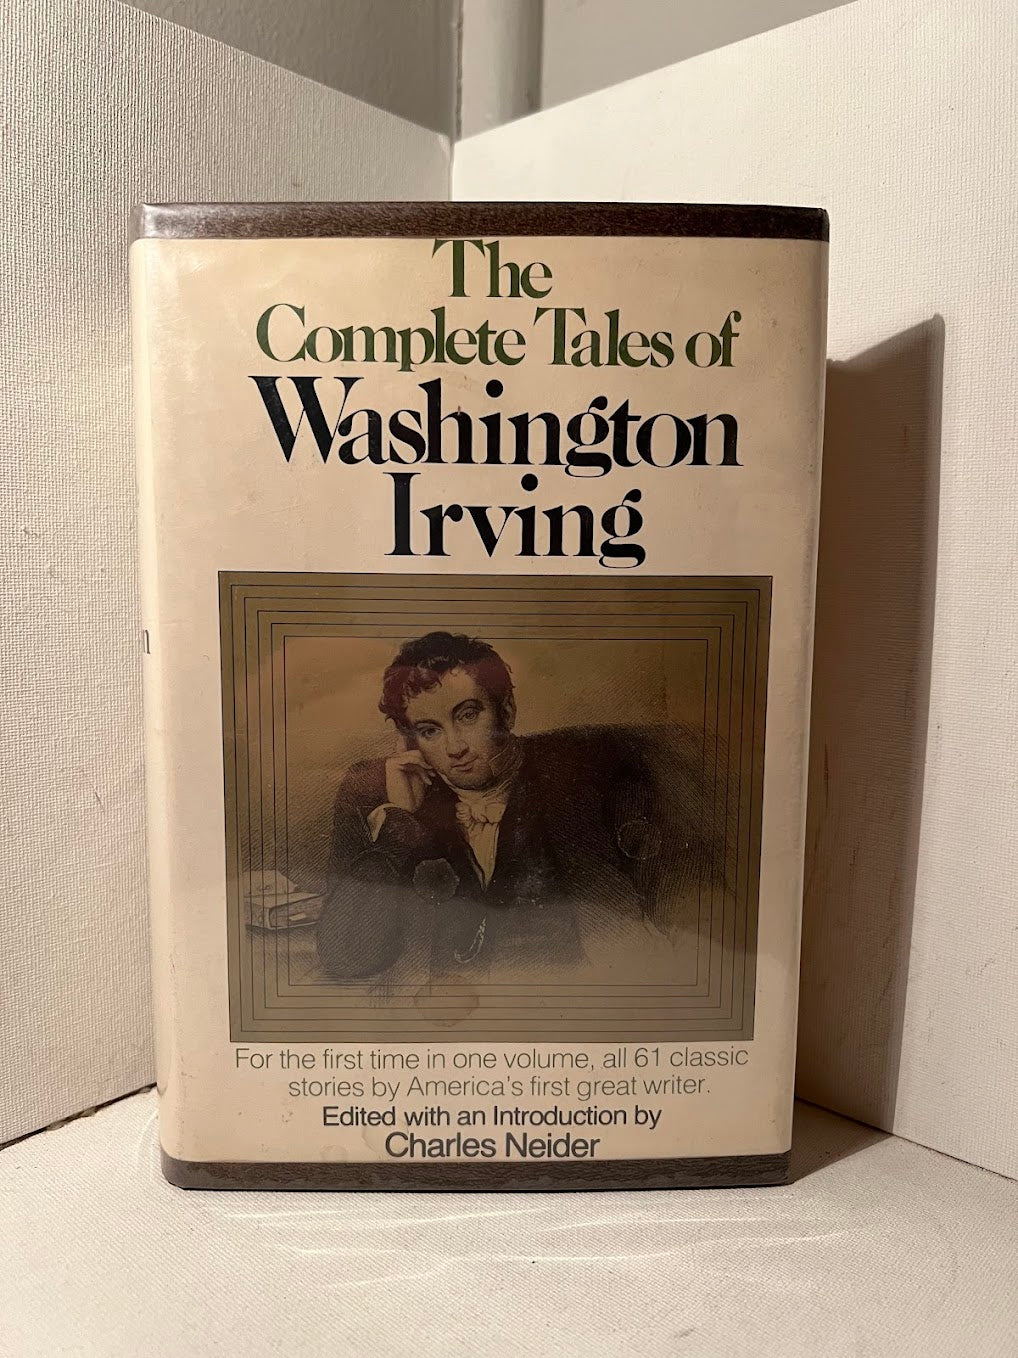 The
Complete Tales of
Washington
Irving
For the first time in one volume, all 61 classic
stories by America's first great writer.
Edited with an Introduction by
Charles Neider